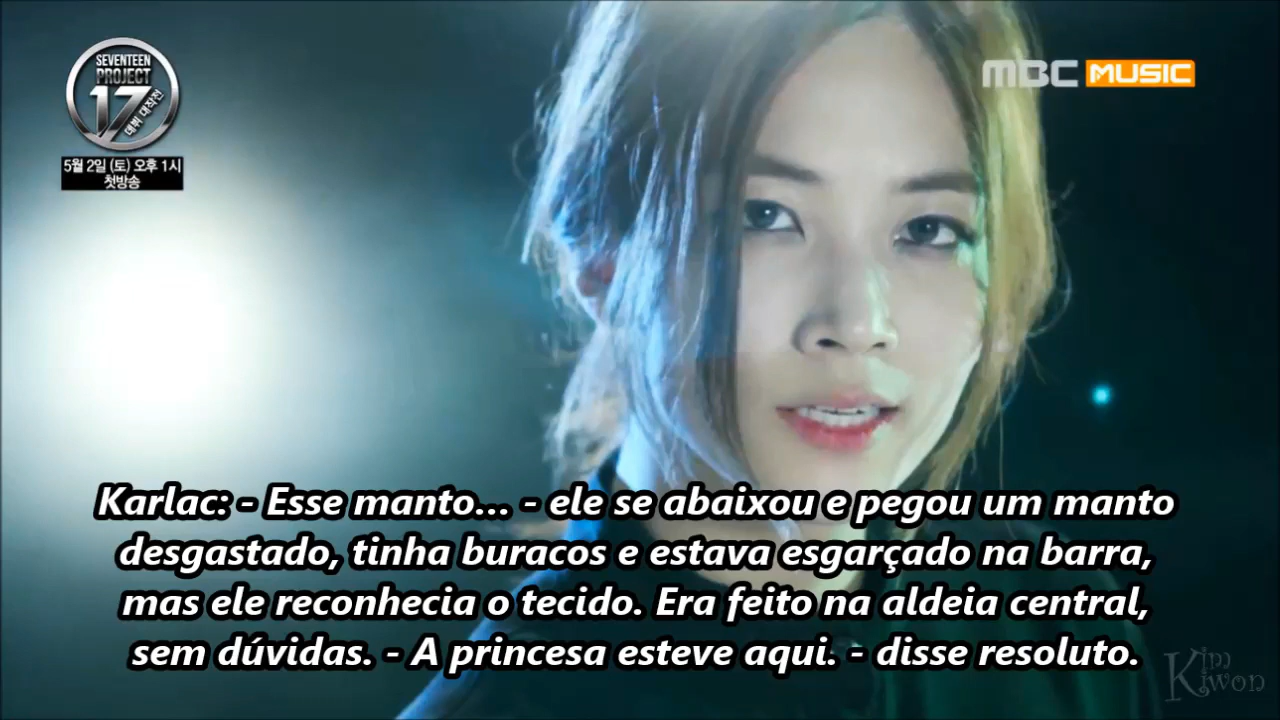 SEVENTEEN
PROJECT
17
데뷔 대작전
5월 2일 (토) 오후 1시
첫방송
MBC MUSIC
Karlac: - Esse manto... - ele se abaixou e pegou um manto
desgastado, tinha buracos e estava esgarçado na barra,
mas ele reconhecia o tecido. Era feito na aldeia central,
sem dúvidas. - A princesa esteve aqui. - disse resoluto.
Kim
Kiwon